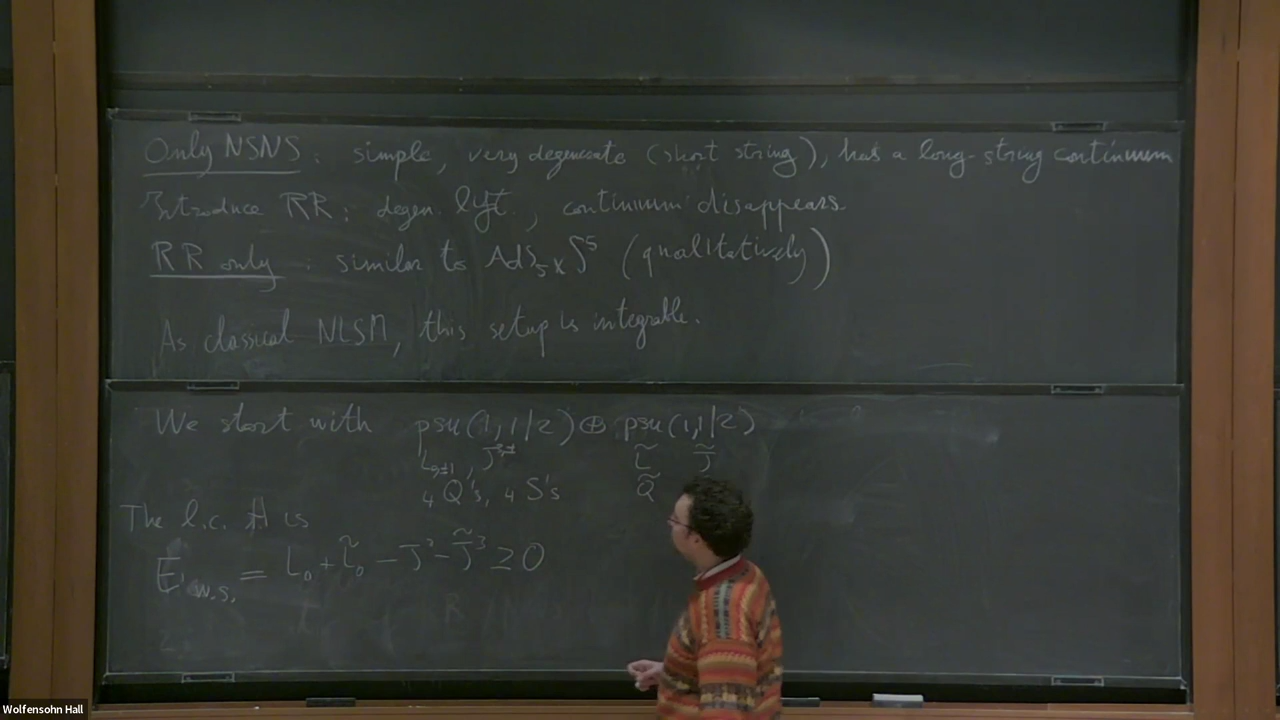 Only NSNS : simple, very degenerate (short string), has a long-string continuum
Introduce RR : degen. lift , continuum disappears
RR only : similar to AdS₅ x S⁵ (qualitatively)
As classical NLSM, this setup is integrable.
We start with psu(1,1|2) ⊕ psu(1,1|2)
L₀,±₁ , J³,± L̃ J̃
4 Q's, 4 S's Q̃
The l.c. H is
E w.s. = L₀ + L̃₀ − J³ − J̃³ ≥ 0
Wolfensohn Hall